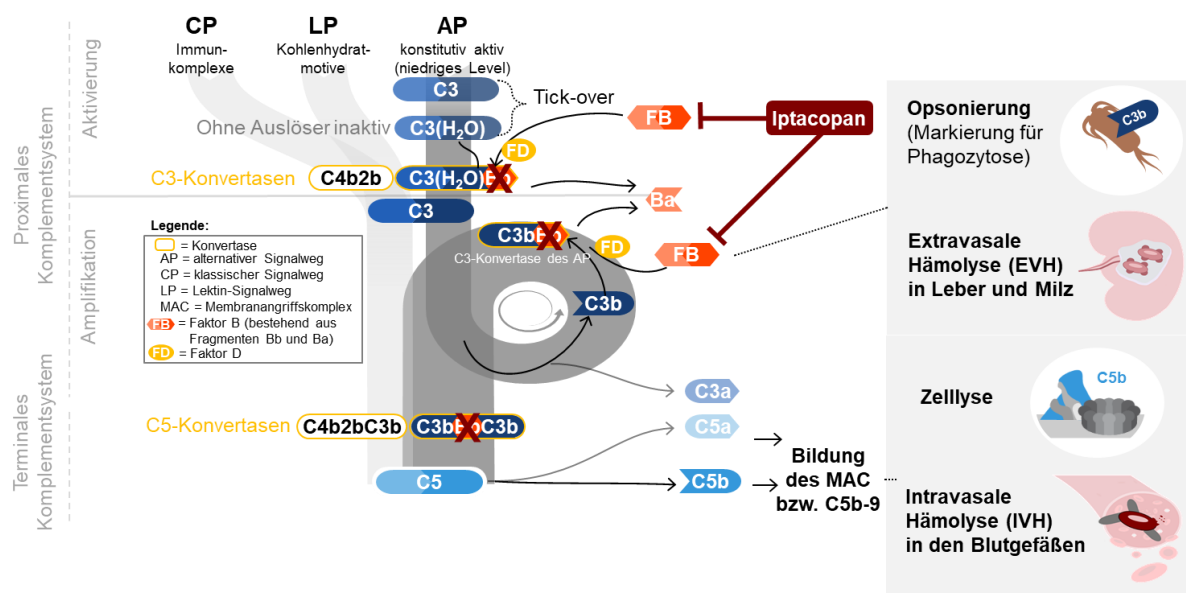 CP
Immun-
komplexe
LP
Kohlenhydrat-
motive
AP
konstitutiv aktiv
(niedriges Level)
Aktivierung
Proximales
Komplementsystem
Amplifikation
Terminales
Komplementsystem
C3
Tick-over
Ohne Auslöser inaktiv
C3(H₂O)
FB
Iptacopan
FD
C3-Konvertasen
C4b2b
C3(H₂O)Bb
Ba
C3
C3bBb
C3-Konvertase des AP
FD
FB
C3b
Legende:
= Konvertase
AP = alternativer Signalweg
CP = klassischer Signalweg
LP = Lektin-Signalweg
MAC = Membranangriffskomplex
FB = Faktor B (bestehend aus
Fragmenten Bb und Ba)
FD = Faktor D
C3a
C5-Konvertasen
C4b2bC3b
C3bBbC3b
C5a
C5
C5b
Bildung
des MAC
bzw. C5b-9
Opsonierung
(Markierung für
Phagozytose)
C3b
Extravasale
Hämolyse (EVH)
in Leber und Milz
Zelllyse
C5b
Intravasale
Hämolyse (IVH)
in den Blutgefäßen